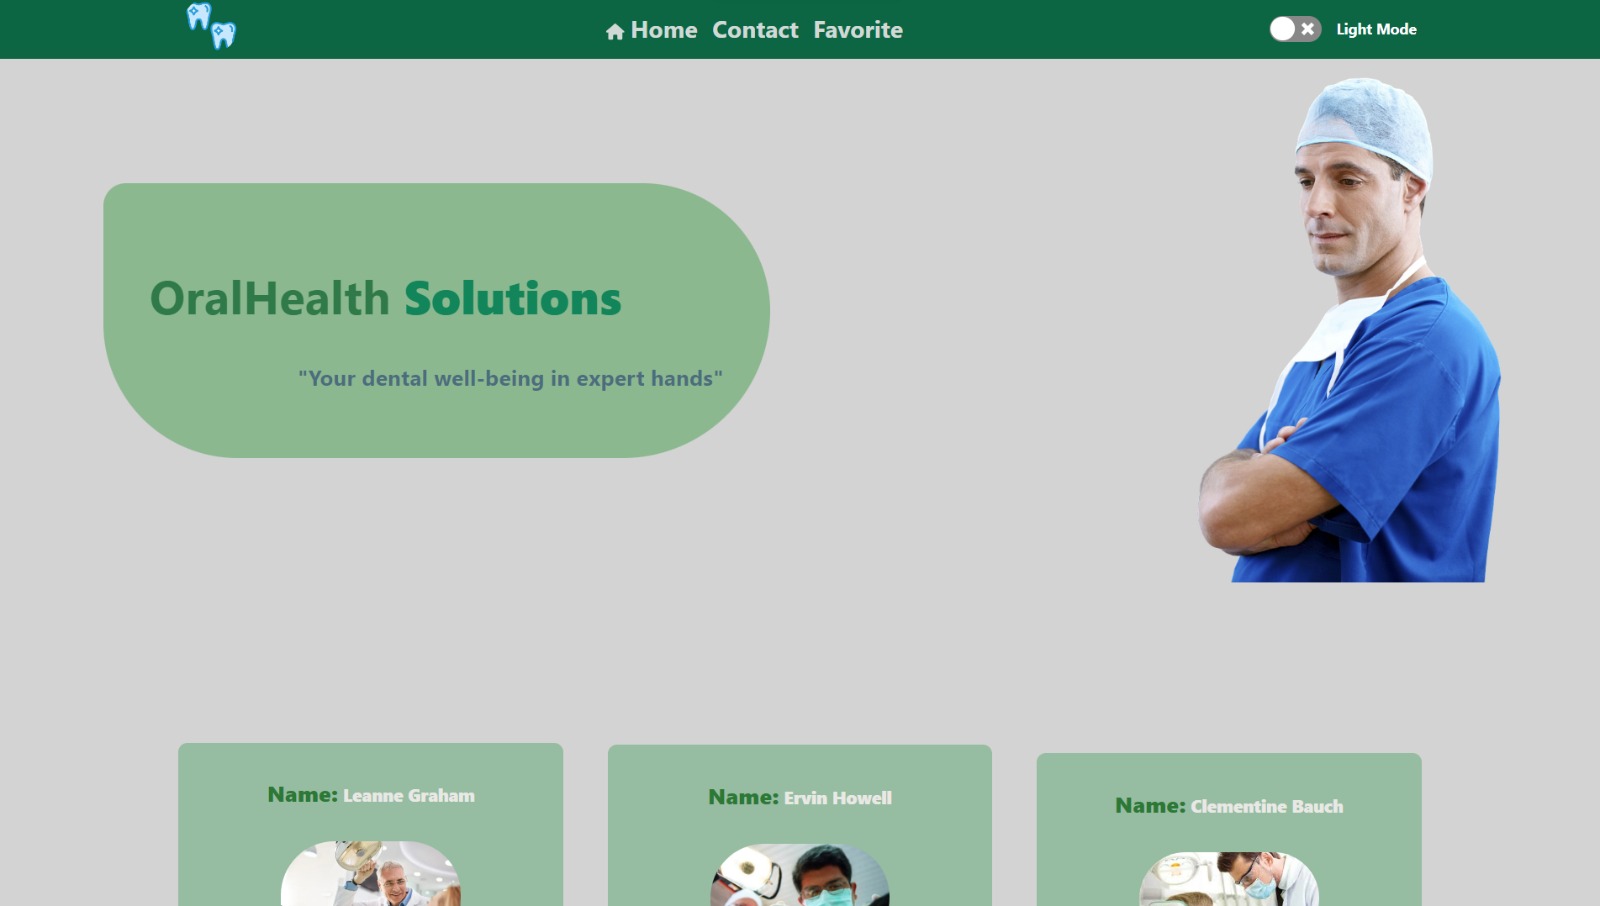 Home Contact Favorite
Light Mode
OralHealth Solutions
"Your dental well-being in expert hands"
Name: Leanne Graham
Name: Ervin Howell
Name: Clementine Bauch